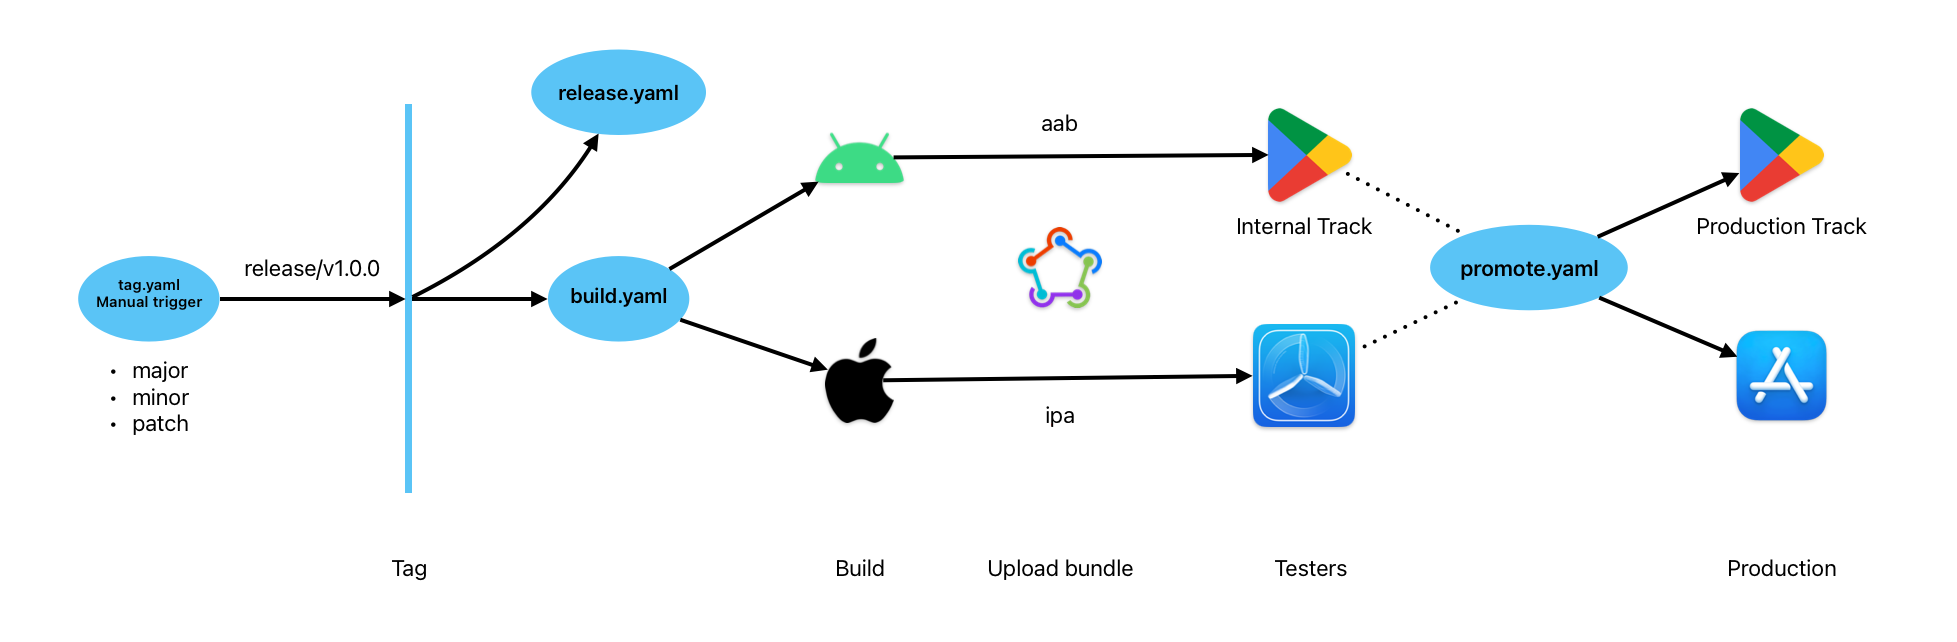 release.yaml
aab
Internal Track
Production Track
release/v1.0.0
tag.yaml
Manual trigger
build.yaml
promote.yaml
• major
• minor
• patch
ipa
Tag
Build
Upload bundle
Testers
Production